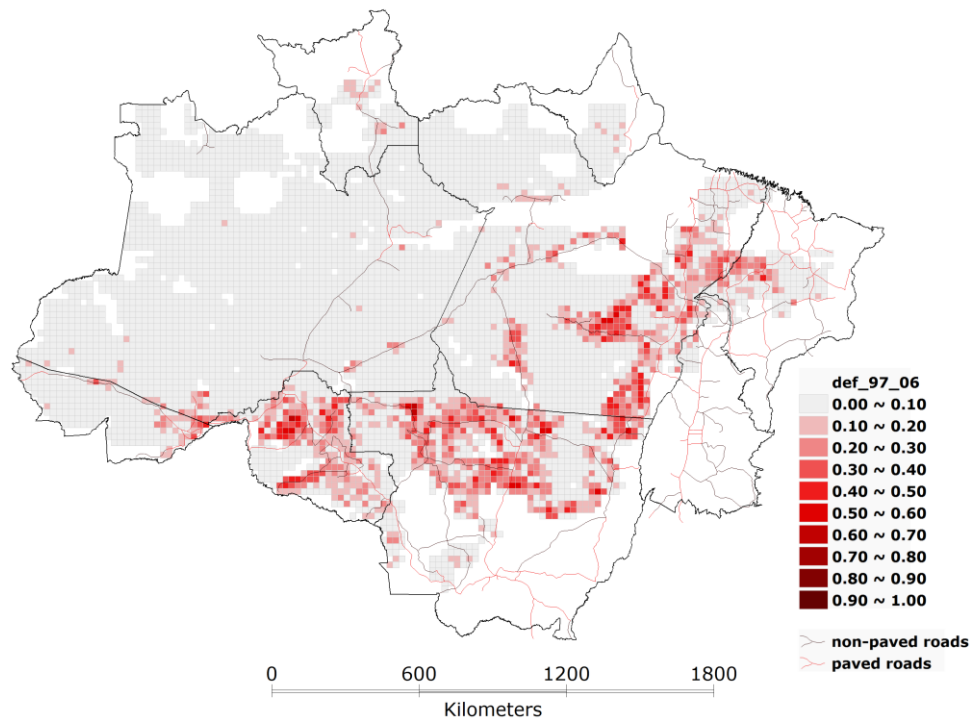 def_97_06
0.00 ~ 0.10
0.10 ~ 0.20
0.20 ~ 0.30
0.30 ~ 0.40
0.40 ~ 0.50
0.50 ~ 0.60
0.60 ~ 0.70
0.70 ~ 0.80
0.80 ~ 0.90
0.90 ~ 1.00
non-paved roads
paved roads
0 600 1200 1800
Kilometers